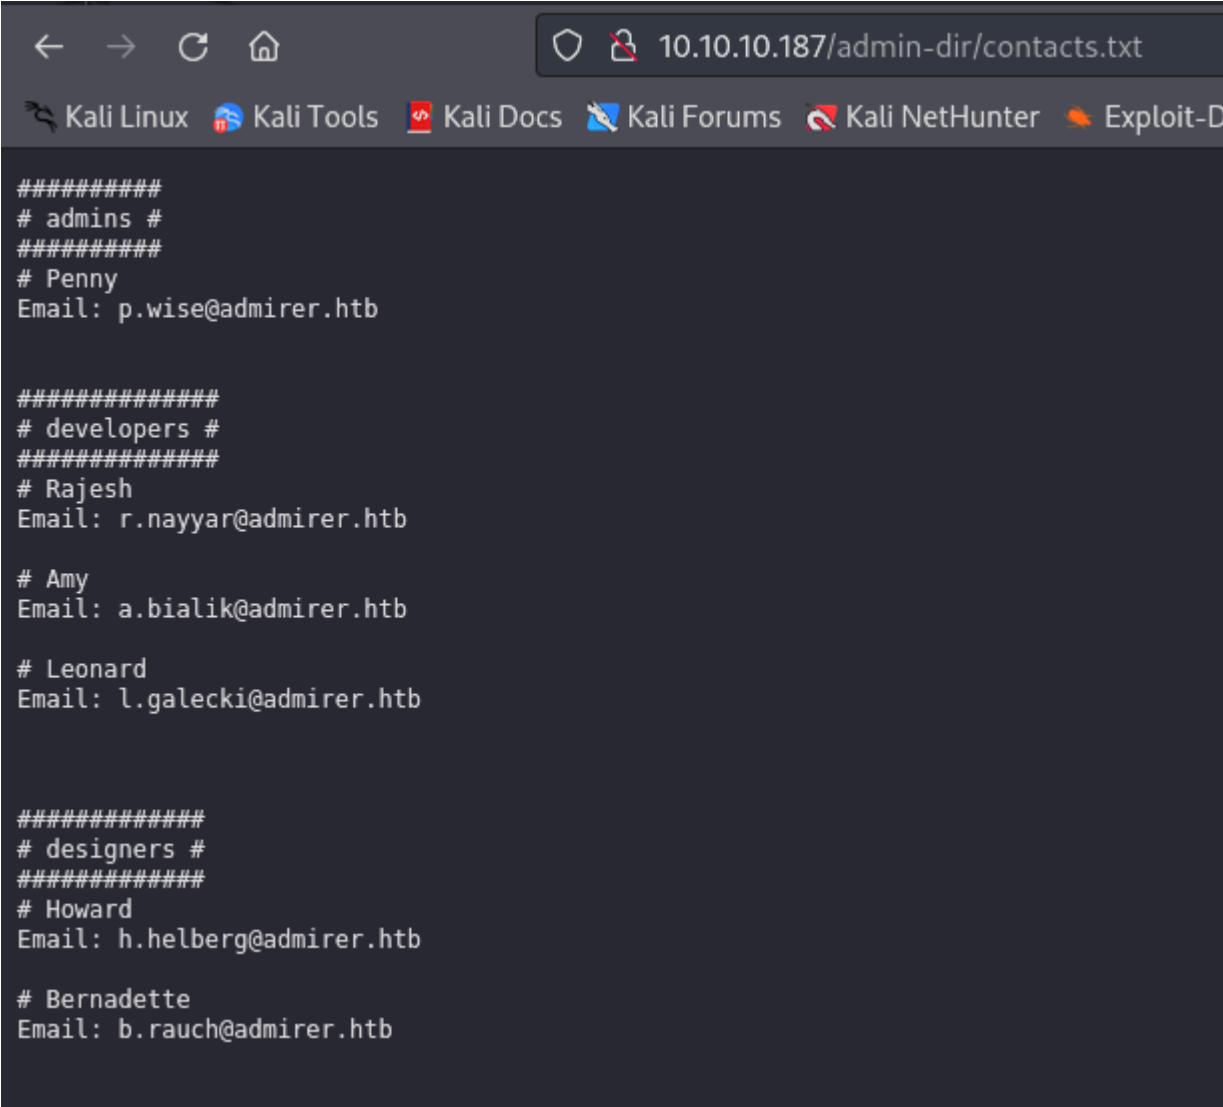 10.10.10.187/admin-dir/contacts.txt
Kali Linux Kali Tools Kali Docs Kali Forums Kali NetHunter Exploit-D
##########
# admins #
##########
# Penny
Email: p.wise@admirer.htb
##############
# developers #
##############
# Rajesh
Email: r.nayyar@admirer.htb
# Amy
Email: a.bialik@admirer.htb
# Leonard
Email: l.galecki@admirer.htb
#############
# designers #
#############
# Howard
Email: h.helberg@admirer.htb
# Bernadette
Email: b.rauch@admirer.htb